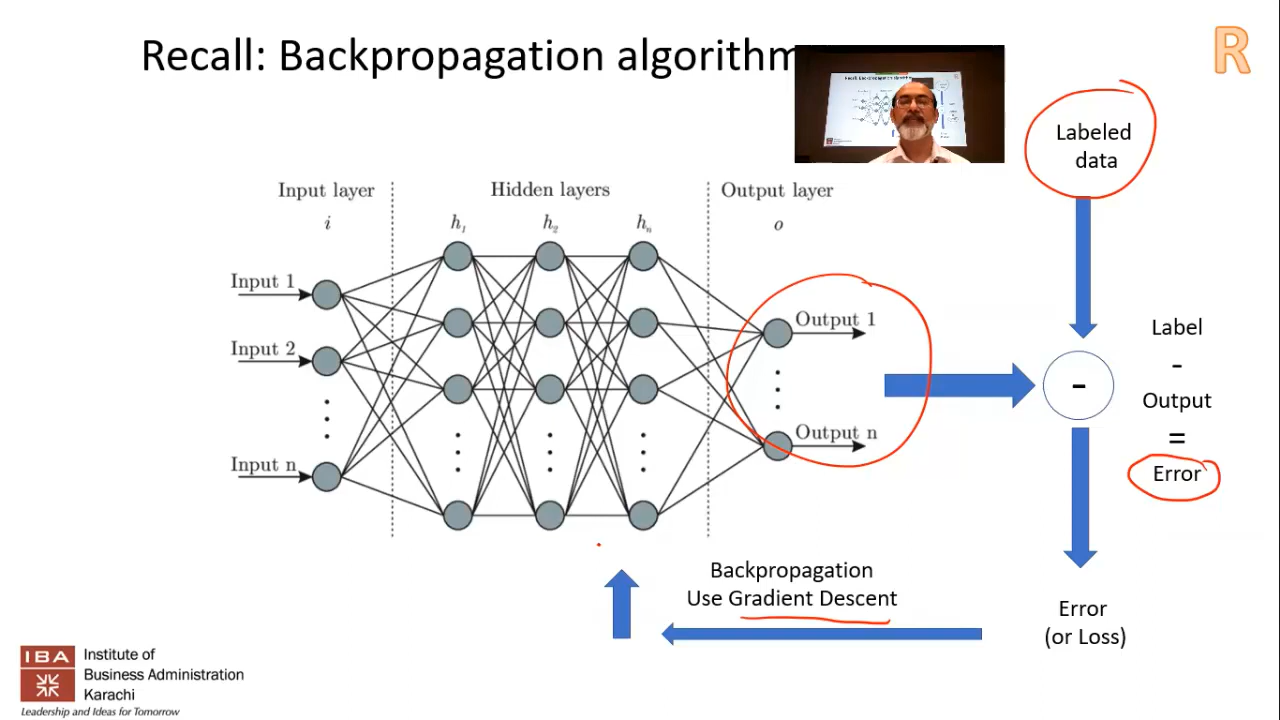 Recall: Backpropagation algorithm
R
Labeled
data
Input layer
Hidden layers
Output layer
i
h₁
h₂
hₙ
o
Input 1
Output 1
Input 2
Label
-
-
Output
=
Output n
Input n
Error
Backpropagation
Use Gradient Descent
Error
(or Loss)
IBA
Institute of
Business Administration
Karachi
Leadership and Ideas for Tomorrow